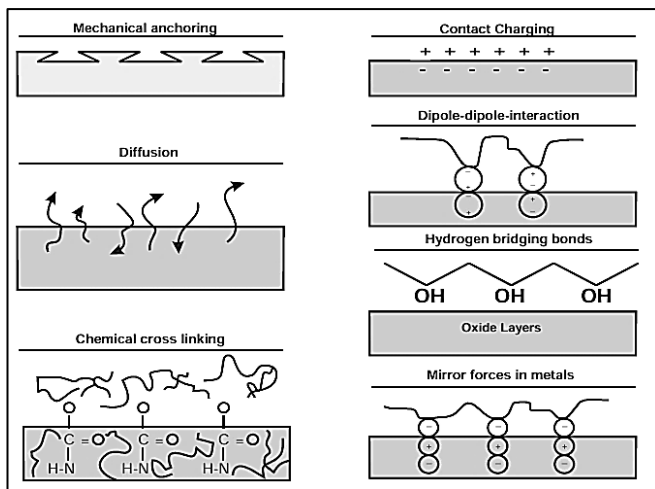 Mechanical anchoring
Diffusion
Chemical cross linking
O O O
C=O C=O C=O
H-N H-N H-N
Contact Charging
+ + + + + +
- - - - - -
Dipole-dipole-interaction
- +
+ -
+ -
Hydrogen bridging bonds
OH OH OH
Oxide Layers
Mirror forces in metals
- - -
+ + +
- - -